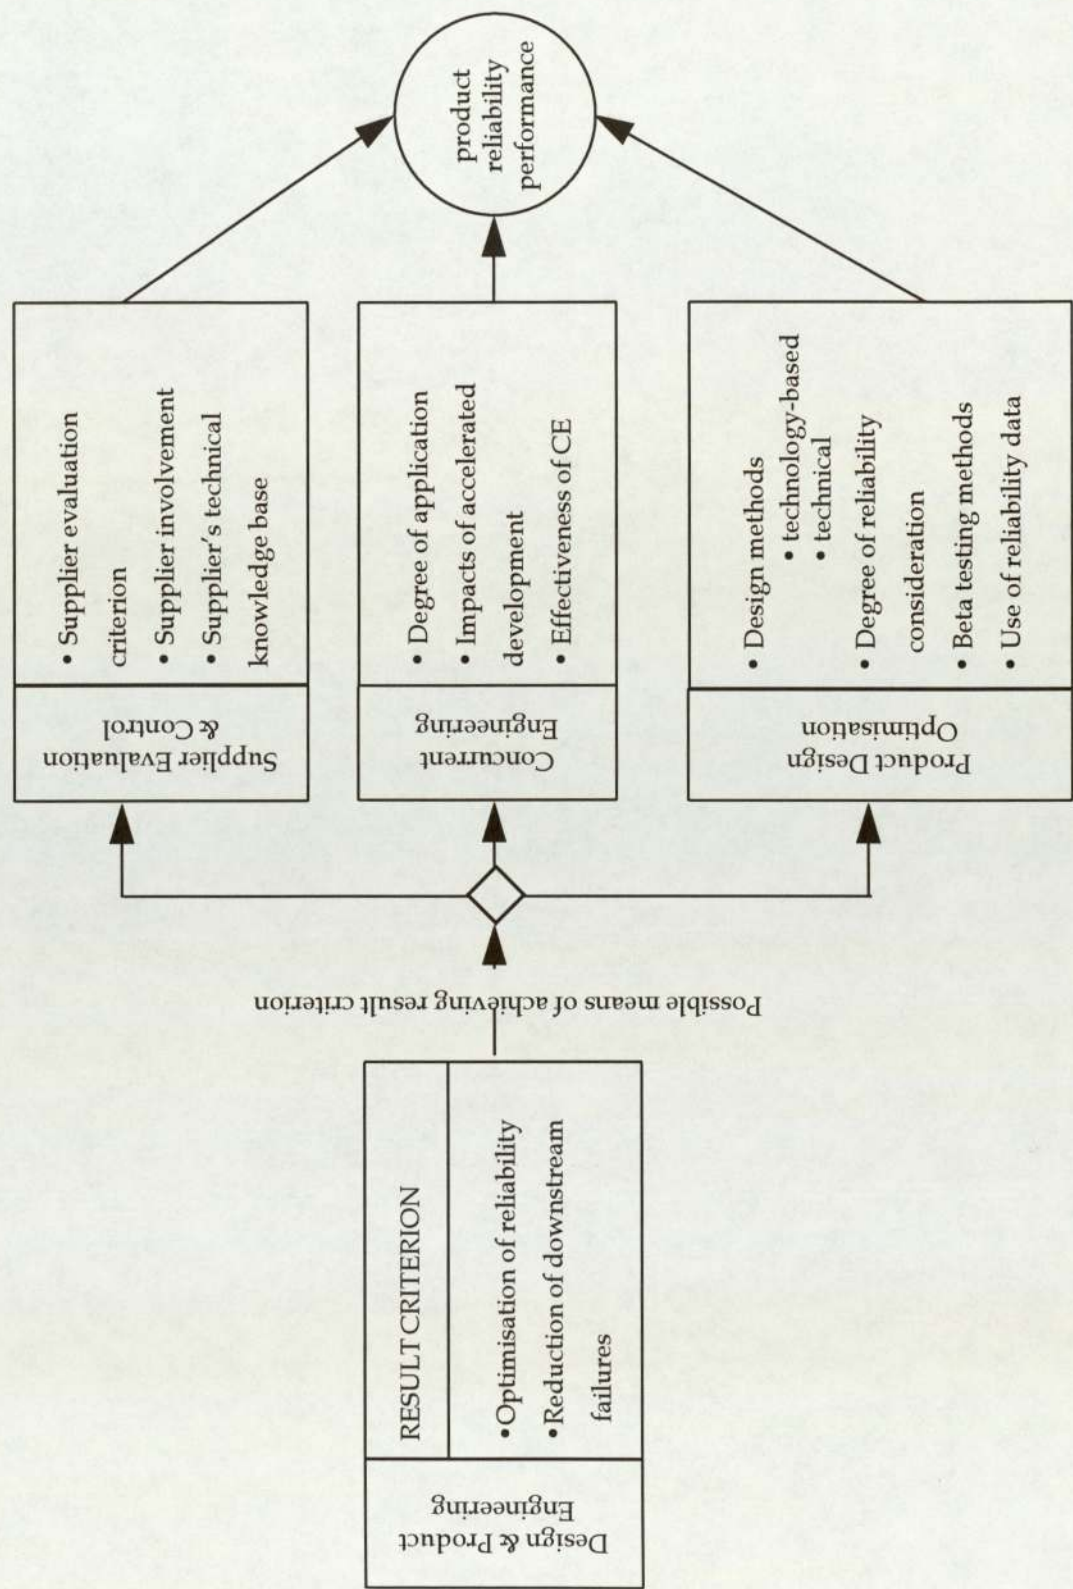 Design & Product
Engineering
RESULT CRITERION
•Optimisation of reliability
•Reduction of downstream
failures
Possible means of achieving result criterion
Supplier Evaluation
& Control
• Supplier evaluation
criterion
• Supplier involvement
• Supplier's technical
knowledge base
Concurrent
Engineering
• Degree of application
• Impacts of accelerated
development
• Effectiveness of CE
Product Design
Optimisation
• Design methods
• technology-based
• technical
• Degree of reliability
consideration
• Beta testing methods
• Use of reliability data
product
reliability
performance